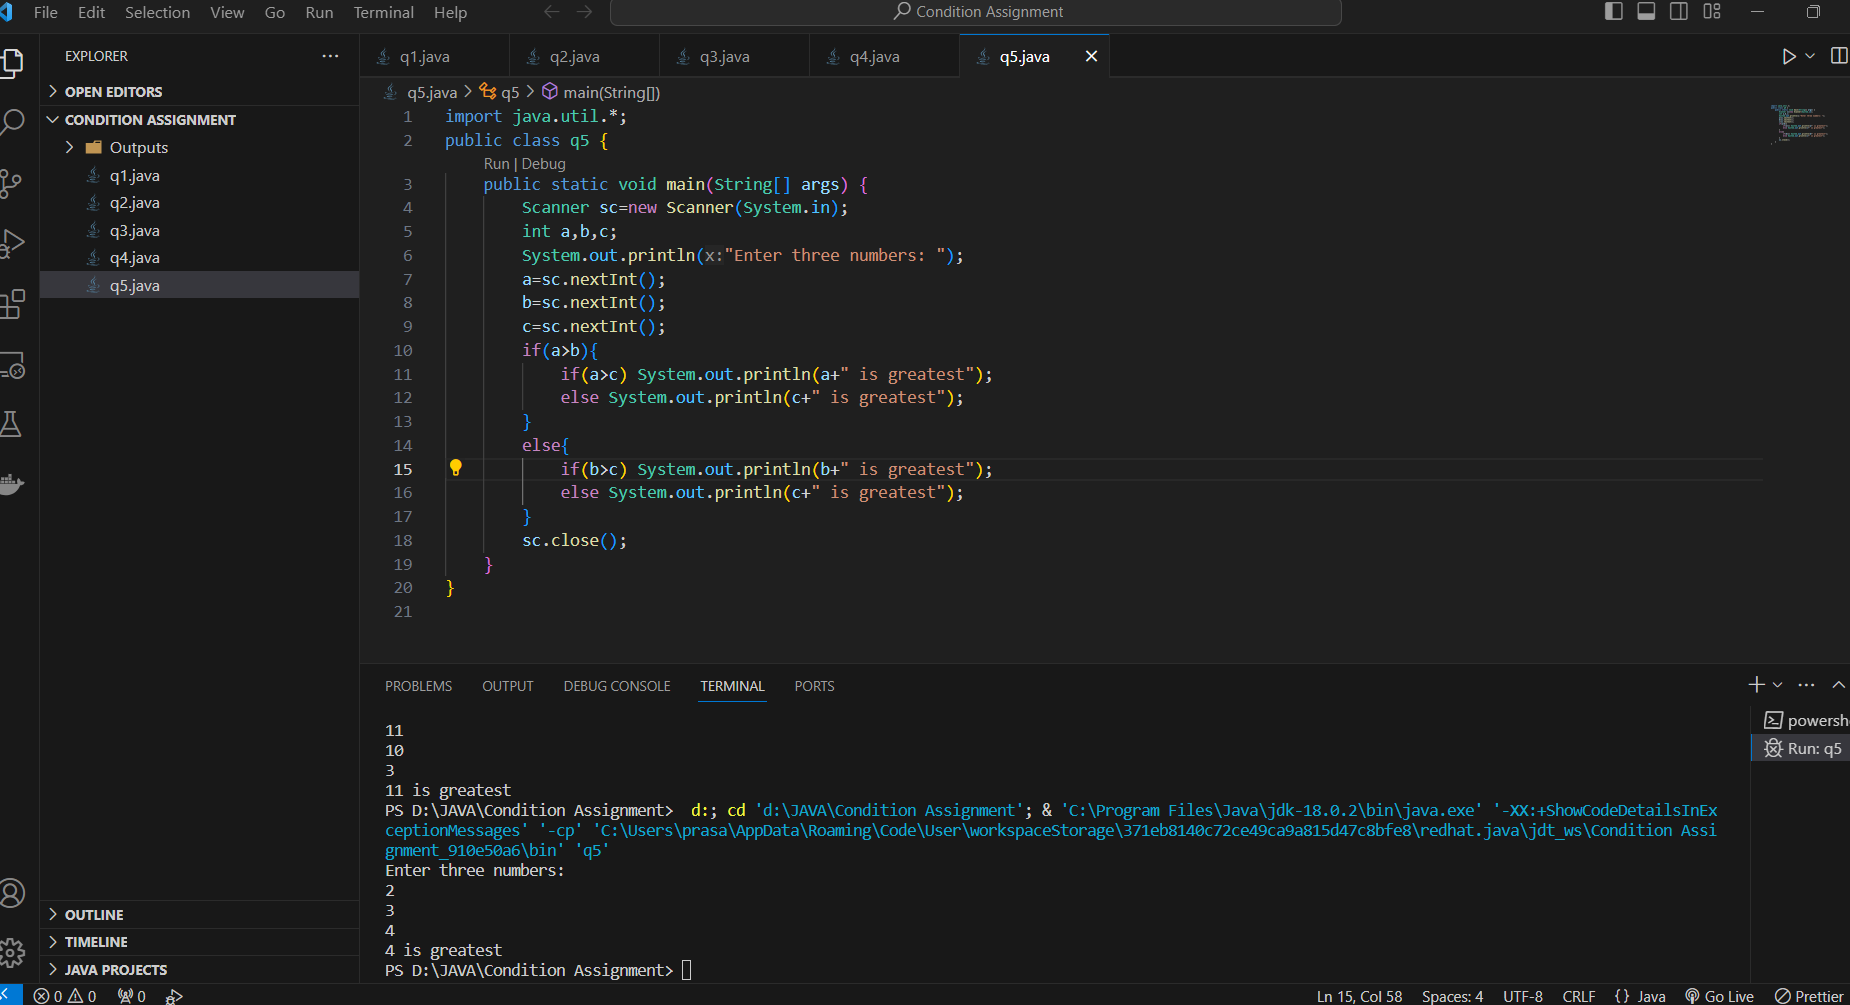 File Edit Selection View Go Run Terminal Help
Condition Assignment
EXPLORER
OPEN EDITORS
CONDITION ASSIGNMENT
Outputs
q1.java
q2.java
q3.java
q4.java
q5.java
OUTLINE
TIMELINE
JAVA PROJECTS
q1.java q2.java q3.java q4.java q5.java
q5.java > q5 > main(String[])
1 import java.util.*;
2 public class q5 {
Run | Debug
3 public static void main(String[] args) {
4 Scanner sc=new Scanner(System.in);
5 int a,b,c;
6 System.out.println(x:"Enter three numbers: ");
7 a=sc.nextInt();
8 b=sc.nextInt();
9 c=sc.nextInt();
10 if(a>b){
11 if(a>c) System.out.println(a+" is greatest");
12 else System.out.println(c+" is greatest");
13 }
14 else{
15 if(b>c) System.out.println(b+" is greatest");
16 else System.out.println(c+" is greatest");
17 }
18 sc.close();
19 }
20 }
21
PROBLEMS OUTPUT DEBUG CONSOLE TERMINAL PORTS
11
10
3
11 is greatest
PS D:\JAVA\Condition Assignment>  d:; cd 'd:\JAVA\Condition Assignment'; & 'C:\Program Files\Java\jdk-18.0.2\bin\java.exe' '-XX:+ShowCodeDetailsInEx
ceptionMessages' '-cp' 'C:\Users\prasa\AppData\Roaming\Code\User\workspaceStorage\371eb8140c72ce49ca9a815d47c8bfe8\redhat.java\jdt_ws\Condition Assi
gnment_910e50a6\bin' 'q5'
Enter three numbers:
2
3
4
4 is greatest
PS D:\JAVA\Condition Assignment>
powersh
Run: q5
0 0 0
Ln 15, Col 58 Spaces: 4 UTF-8 CRLF {} Java Go Live Prettier